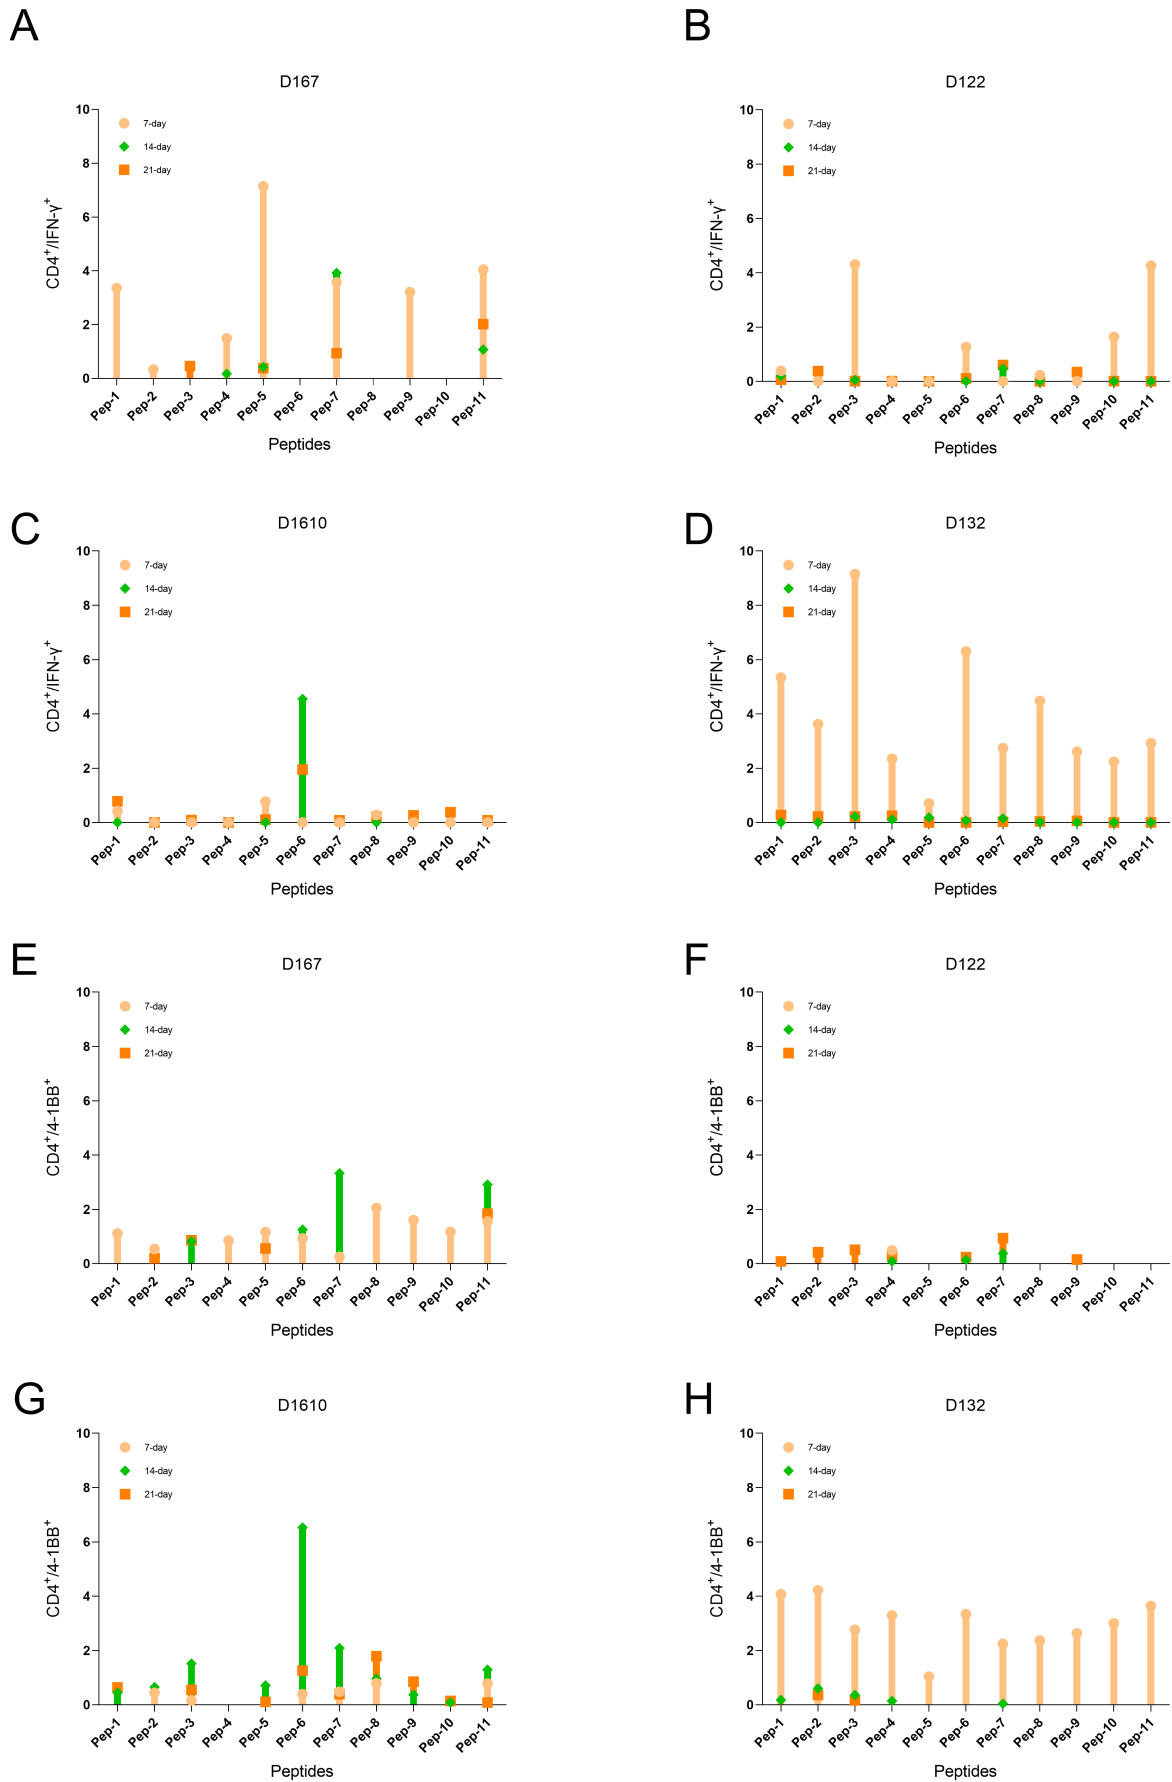 A
D167
CD4⁺/IFN-γ⁺
10
8
6
4
2
0
7-day
14-day
21-day
Pep-1
Pep-2
Pep-3
Pep-4
Pep-5
Pep-6
Pep-7
Pep-8
Pep-9
Pep-10
Pep-11
Peptides
B
D122
CD4⁺/IFN-γ⁺
10
8
6
4
2
0
7-day
14-day
21-day
Pep-1
Pep-2
Pep-3
Pep-4
Pep-5
Pep-6
Pep-7
Pep-8
Pep-9
Pep-10
Pep-11
Peptides
C
D1610
CD4⁺/IFN-γ⁺
10
8
6
4
2
0
7-day
14-day
21-day
Pep-1
Pep-2
Pep-3
Pep-4
Pep-5
Pep-6
Pep-7
Pep-8
Pep-9
Pep-10
Pep-11
Peptides
D
D132
CD4⁺/IFN-γ⁺
10
8
6
4
2
0
7-day
14-day
21-day
Pep-1
Pep-2
Pep-3
Pep-4
Pep-5
Pep-6
Pep-7
Pep-8
Pep-9
Pep-10
Pep-11
Peptides
E
D167
CD4⁺/4-1BB⁺
10
8
6
4
2
0
7-day
14-day
21-day
Pep-1
Pep-2
Pep-3
Pep-4
Pep-5
Pep-6
Pep-7
Pep-8
Pep-9
Pep-10
Pep-11
Peptides
F
D122
CD4⁺/4-1BB⁺
10
8
6
4
2
0
7-day
14-day
21-day
Pep-1
Pep-2
Pep-3
Pep-4
Pep-5
Pep-6
Pep-7
Pep-8
Pep-9
Pep-10
Pep-11
Peptides
G
D1610
CD4⁺/4-1BB⁺
10
8
6
4
2
0
7-day
14-day
21-day
Pep-1
Pep-2
Pep-3
Pep-4
Pep-5
Pep-6
Pep-7
Pep-8
Pep-9
Pep-10
Pep-11
Peptides
H
D132
CD4⁺/4-1BB⁺
10
8
6
4
2
0
7-day
14-day
21-day
Pep-1
Pep-2
Pep-3
Pep-4
Pep-5
Pep-6
Pep-7
Pep-8
Pep-9
Pep-10
Pep-11
Peptides